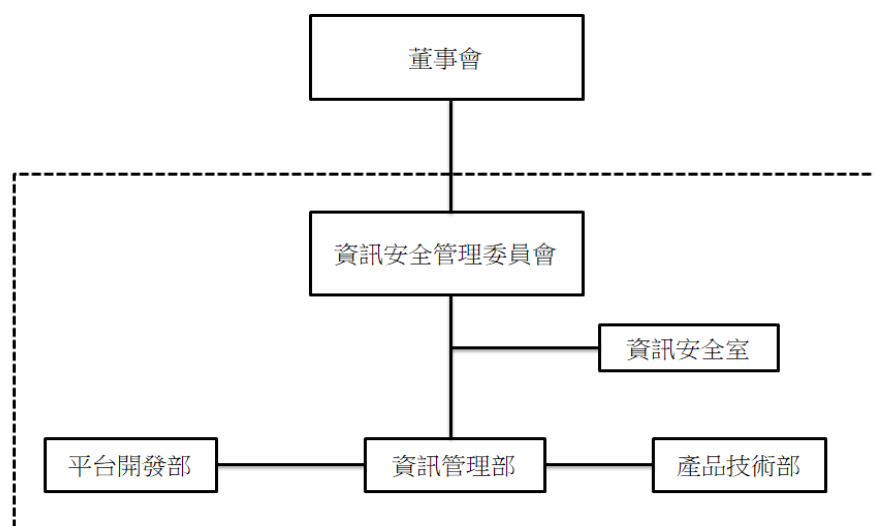 董事會
資訊安全管理委員會
資訊安全室
平台開發部
資訊管理部
產品技術部